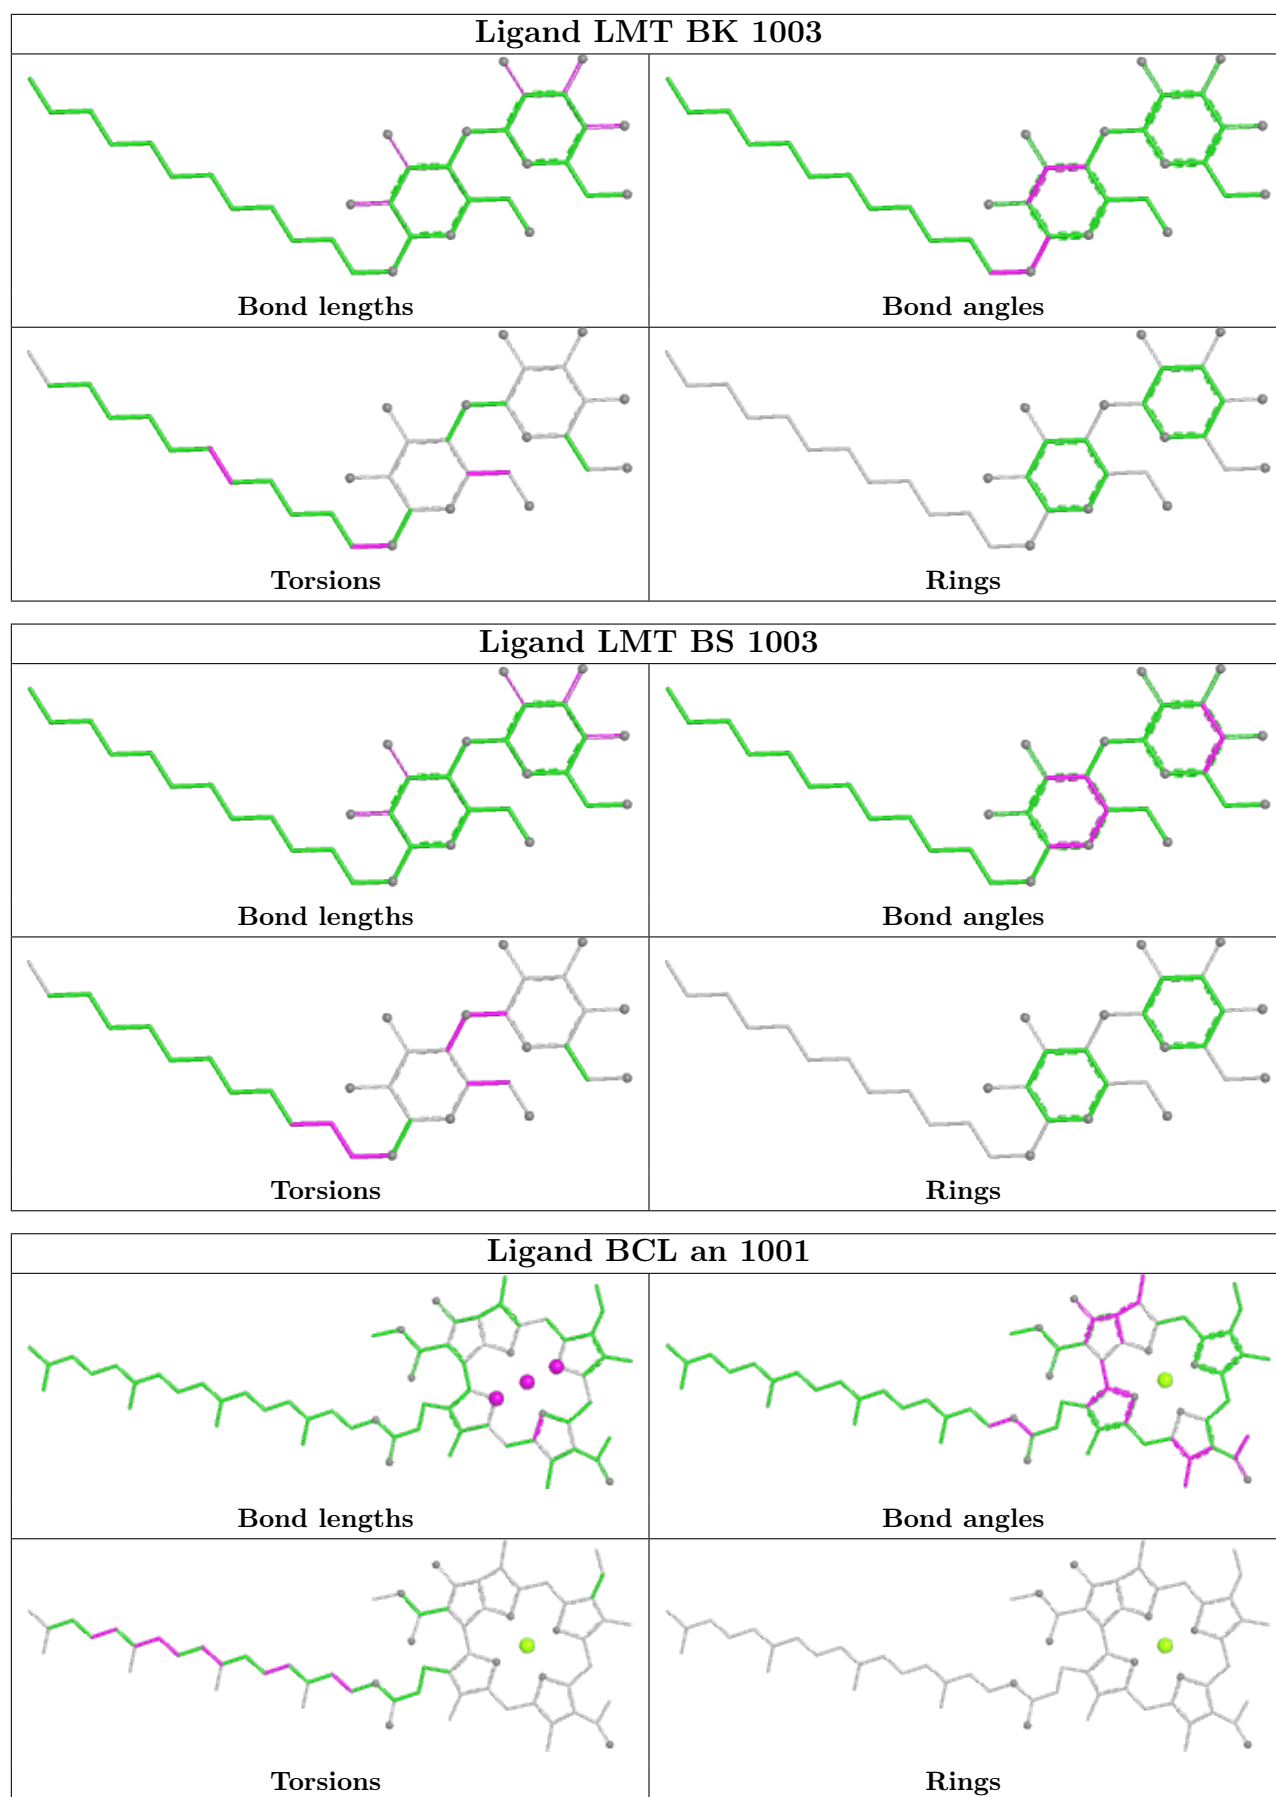 Ligand LMT BK 1003
Bond lengths
Bond angles
Torsions
Rings
Ligand LMT BS 1003
Bond lengths
Bond angles
Torsions
Rings
Ligand BCL an 1001
Bond lengths
Bond angles
Torsions
Rings